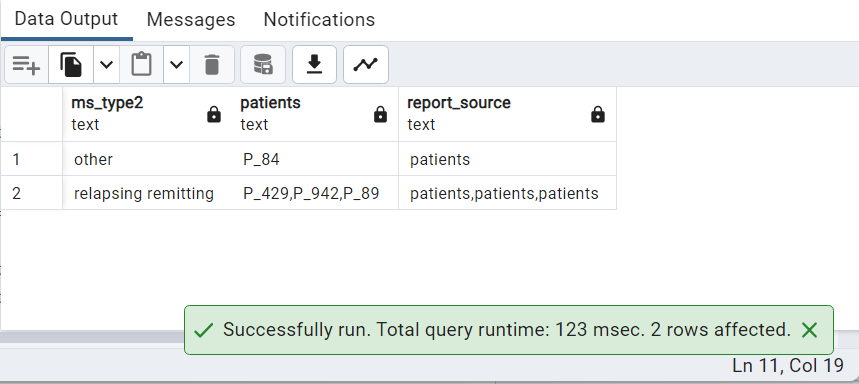 Data Output Messages Notifications
ms_type2 patients report_source
text text text
1 other P_84 patients
2 relapsing remitting P_429,P_942,P_89 patients,patients,patients
Successfully run. Total query runtime: 123 msec. 2 rows affected.
Ln 11, Col 19